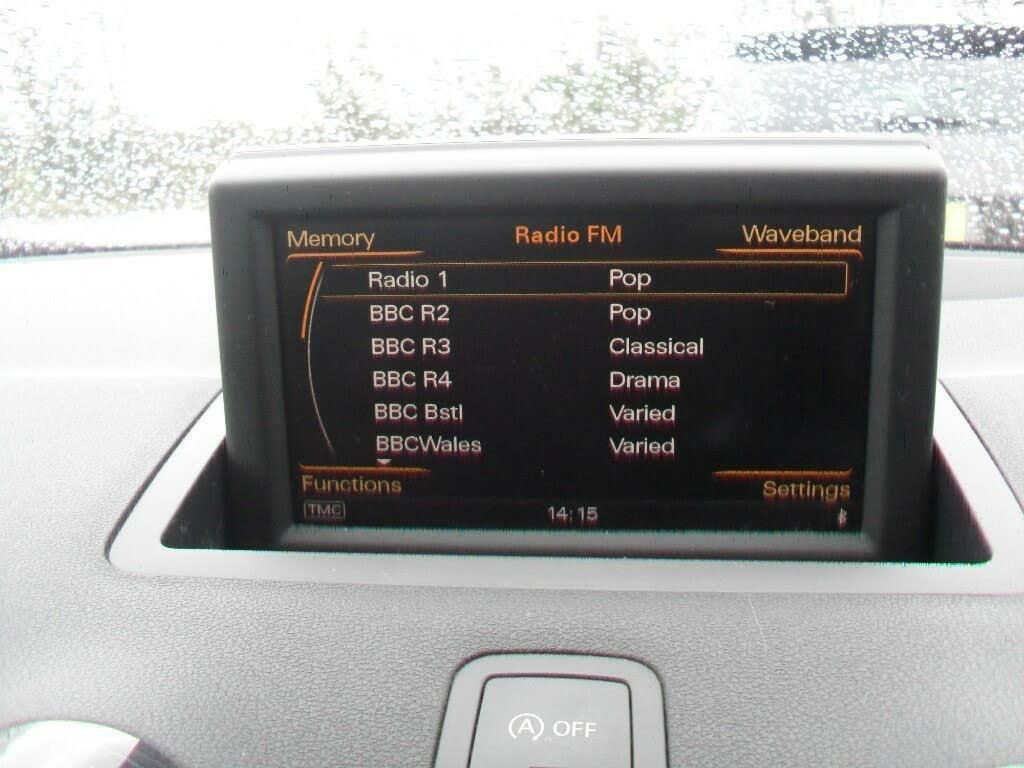 Memory Radio FM Waveband
Radio 1 Pop
BBC R2 Pop
BBC R3 Classical
BBC R4 Drama
BBC Bstl Varied
BBCWales Varied
Functions Settings
TMC 14:15
A OFF